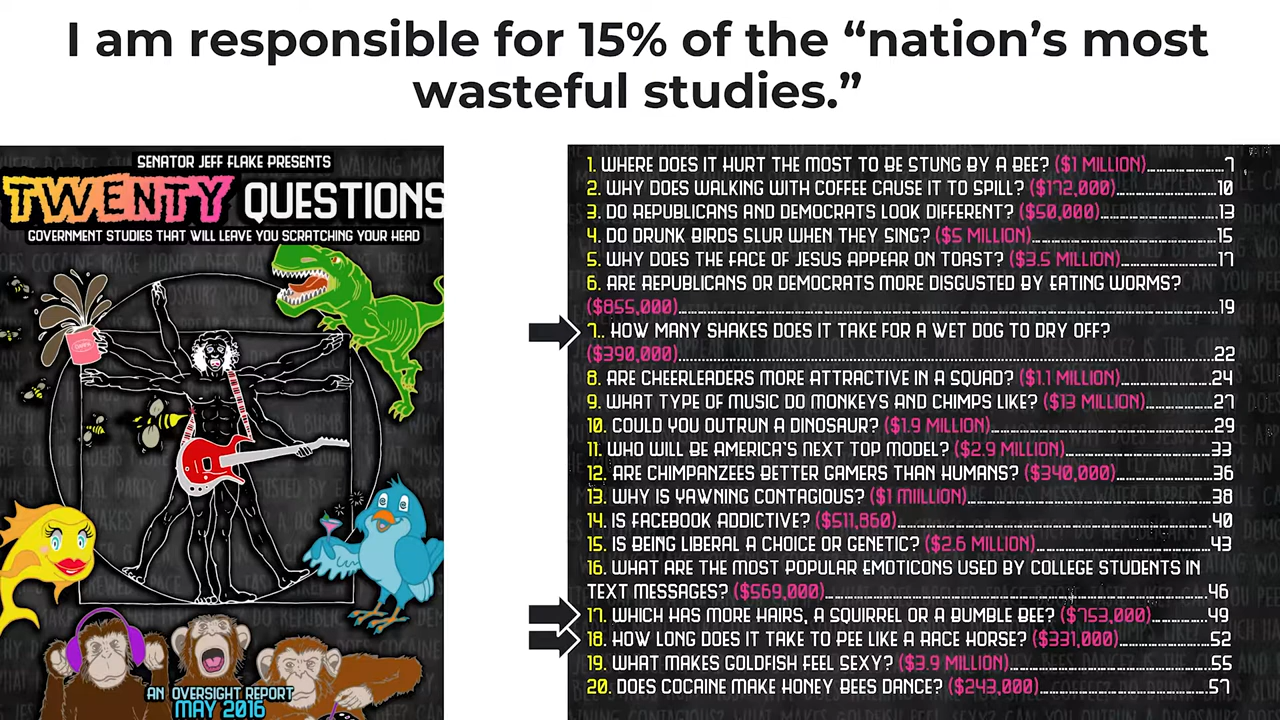 I am responsible for 15% of the “nation’s most
wasteful studies.”
SENATOR JEFF FLAKE PRESENTS
TWENTY QUESTIONS
GOVERNMENT STUDIES THAT WILL LEAVE YOU SCRATCHING YOUR HEAD
AN OVERSIGHT REPORT
MAY 2016
1. WHERE DOES IT HURT THE MOST TO BE STUNG BY A BEE? ($1 MILLION)........................7
2. WHY DOES WALKING WITH COFFEE CAUSE IT TO SPILL? ($172,000)........................10
3. DO REPUBLICANS AND DEMOCRATS LOOK DIFFERENT? ($50,000)........................13
4. DO DRUNK BIRDS SLUR WHEN THEY SING? ($5 MILLION)........................15
5. WHY DOES THE FACE OF JESUS APPEAR ON TOAST? ($3.5 MILLION)........................17
6. ARE REPUBLICANS OR DEMOCRATS MORE DISGUSTED BY EATING WORMS?
($855,000)........................19
7.. HOW MANY SHAKES DOES IT TAKE FOR A WET DOG TO DRY OFF?
($390,000)........................22
8. ARE CHEERLEADERS MORE ATTRACTIVE IN A SQUAD? ($1.1 MILLION)........................24
9. WHAT TYPE OF MUSIC DO MONKEYS AND CHIMPS LIKE? ($13 MILLION)........................27
10. COULD YOU OUTRUN A DINOSAUR? ($1.9 MILLION)........................29
11. WHO WILL BE AMERICA'S NEXT TOP MODEL? ($2.9 MILLION)........................33
12. ARE CHIMPANZEES BETTER GAMERS THAN HUMANS? ($340,000)........................36
13. WHY IS YAWNING CONTAGIOUS? ($1 MIILLION)........................38
14. IS FACEBOOK ADDICTIVE? ($511,860)........................40
15. IS BEING LIBERAL A CHOICE OR GENETIC? ($2.6 MILLION)........................43
16. WHAT ARE THE MOST POPULAR EMOTICONS USED BY COLLEGE STUDENTS IN
TEXT MESSAGES? ($569,000)........................46
17. WHICH HAS MORE HAIRS, A SQUIRREL OR A BUMBLE BEE? ($753,000)........................49
18. HOW LONG DOES IT TAKE TO PEE LIKE A RACE HORSE? ($331,000)........................52
19. WHAT MAKES GOLDFISH FEEL SEXY? ($3.9 MILLION)........................55
20. DOES COCAINE MAKE HONEY BEES DANCE? ($243,000)........................57